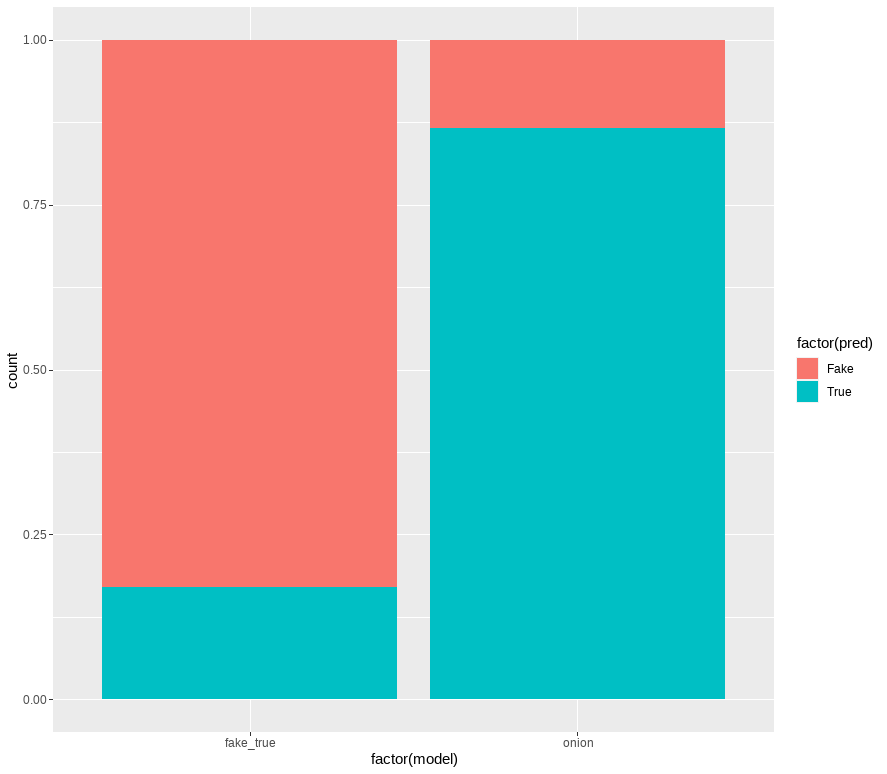 1.00
0.75
0.50
0.25
0.00
count
fake_true
onion
factor(model)
factor(pred)
Fake
True